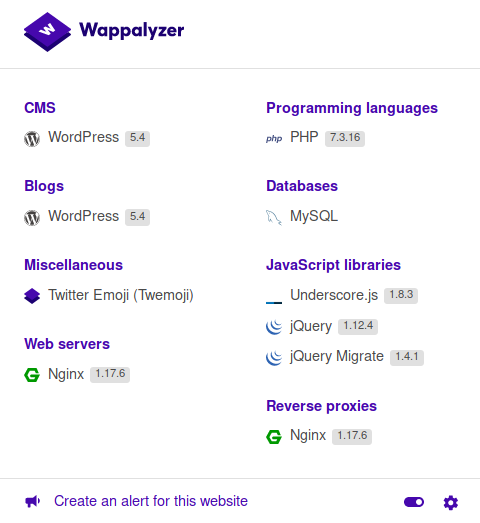 Wappalyzer
CMS
WordPress 5.4
Blogs
WordPress 5.4
Miscellaneous
Twitter Emoji (Twemoji)
Web servers
Nginx 1.17.6
Programming languages
php PHP 7.3.16
Databases
MySQL
JavaScript libraries
Underscore.js 1.8.3
jQuery 1.12.4
jQuery Migrate 1.4.1
Reverse proxies
Nginx 1.17.6
Create an alert for this website